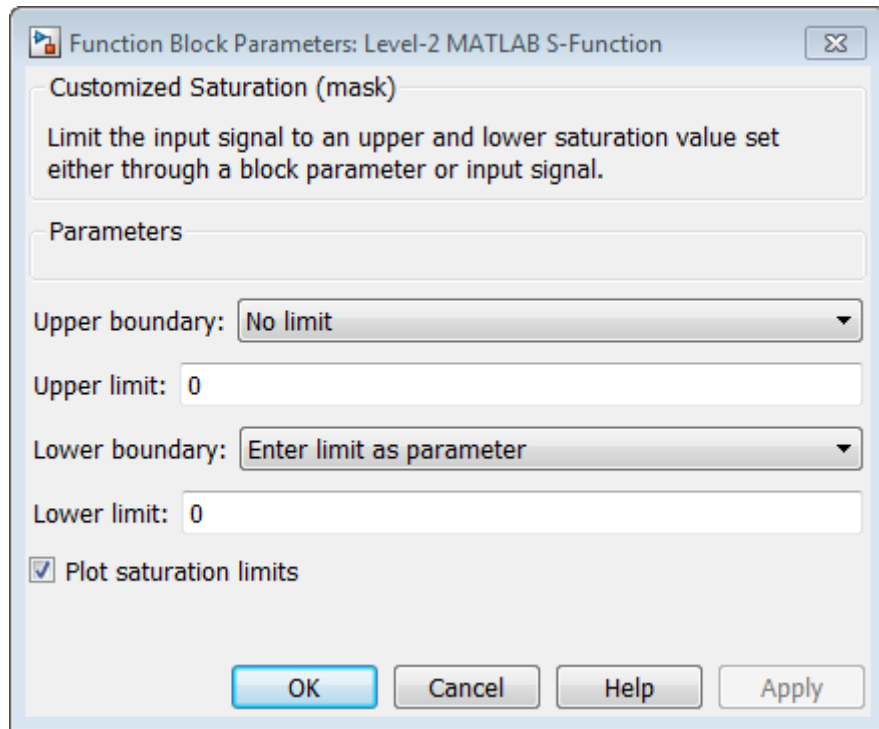 Function Block Parameters: Level-2 MATLAB S-Function
Customized Saturation (mask)
Limit the input signal to an upper and lower saturation value set
either through a block parameter or input signal.
Parameters
Upper boundary: No limit
Upper limit: 0
Lower boundary: Enter limit as parameter
Lower limit: 0
Plot saturation limits
OK Cancel Help Apply